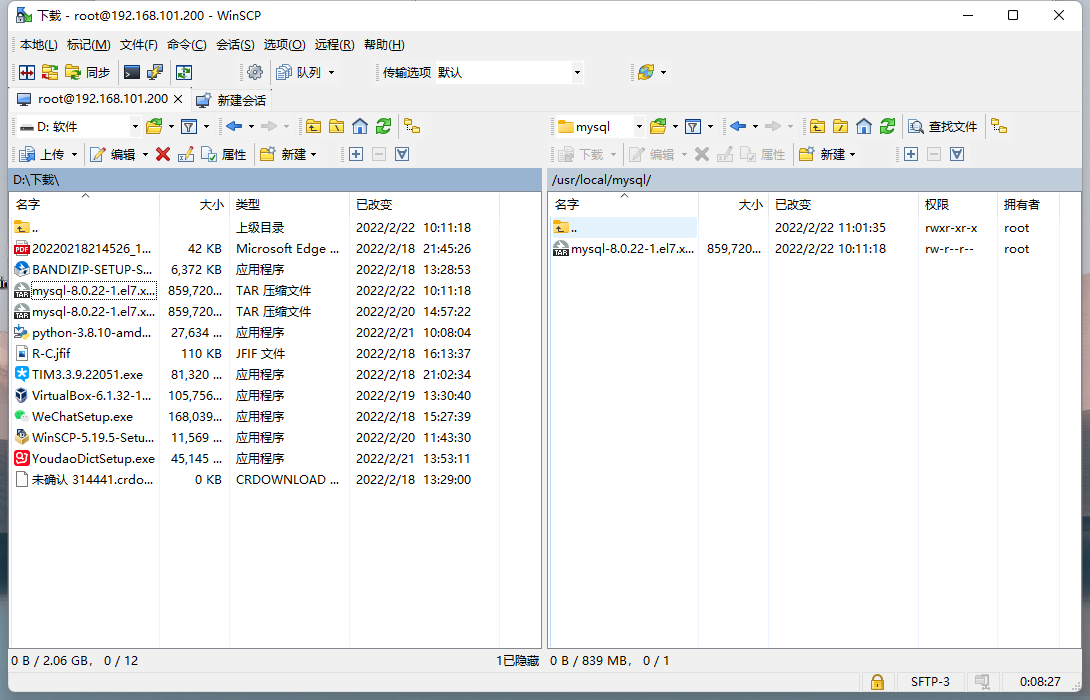 下载 - root@192.168.101.200 - WinSCP
本地(L) 标记(M) 文件(F) 命令(C) 会话(S) 选项(O) 远程(R) 帮助(H)
同步 队列 传输选项 默认
root@192.168.101.200 × 新建会话
D: 软件 mysql 查找文件
上传 编辑 属性 新建 下载 编辑 属性 新建
D:\下载\ /usr/local/mysql/
名字 大小 类型 已改变 名字 大小 已改变 权限 拥有者
.. 上级目录 2022/2/22 10:11:18 .. 2022/2/22 11:01:35 rwxr-xr-x root
20220218214526_1... 42 KB Microsoft Edge ... 2022/2/18 21:45:26 mysql-8.0.22-1.el7.x... 859,720... 2022/2/22 10:11:18 rw-r--r-- root
BANDIZIP-SETUP-S... 6,372 KB 应用程序 2022/2/18 13:28:53
mysql-8.0.22-1.el7.x... 859,720... TAR 压缩文件 2022/2/22 10:11:18
mysql-8.0.22-1.el7.x... 859,720... TAR 压缩文件 2022/2/20 14:57:22
python-3.8.10-amd... 27,634 ... 应用程序 2022/2/21 10:08:04
R-C.jfif 110 KB JFIF 文件 2022/2/18 16:13:37
TIM3.3.9.22051.exe 81,320 ... 应用程序 2022/2/18 21:02:34
VirtualBox-6.1.32-1... 105,756... 应用程序 2022/2/19 13:30:40
WeChatSetup.exe 168,039... 应用程序 2022/2/18 15:27:39
WinSCP-5.19.5-Setu... 11,569 ... 应用程序 2022/2/20 11:43:30
YoudaoDictSetup.exe 45,145 ... 应用程序 2022/2/21 13:53:11
未确认 314441.crdo... 0 KB CRDOWNLOAD ... 2022/2/18 13:29:00
0 B / 2.06 GB， 0 / 12 1已隐藏 0 B / 839 MB， 0 / 1
SFTP-3 0:08:27